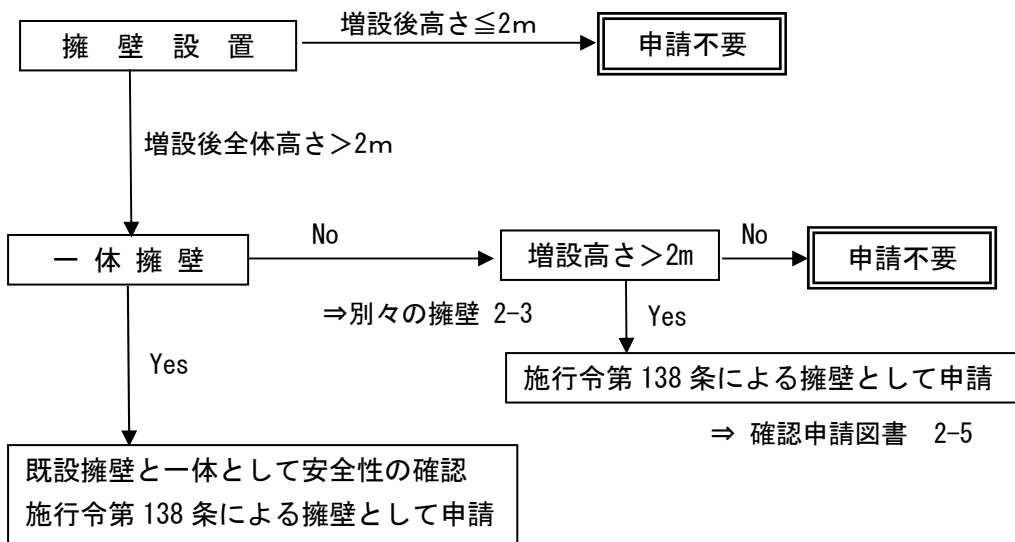 増設後高さ≦2ｍ
擁 壁 設 置
申請不要
増設後全体高さ＞2ｍ
一 体 擁 壁
No
増設高さ＞2m
No
申請不要
⇒別々の擁壁 2-3
Yes
Yes
施行令第 138 条による擁壁として申請
⇒ 確認申請図書 2-5
既設擁壁と一体として安全性の確認
施行令第 138 条による擁壁として申請